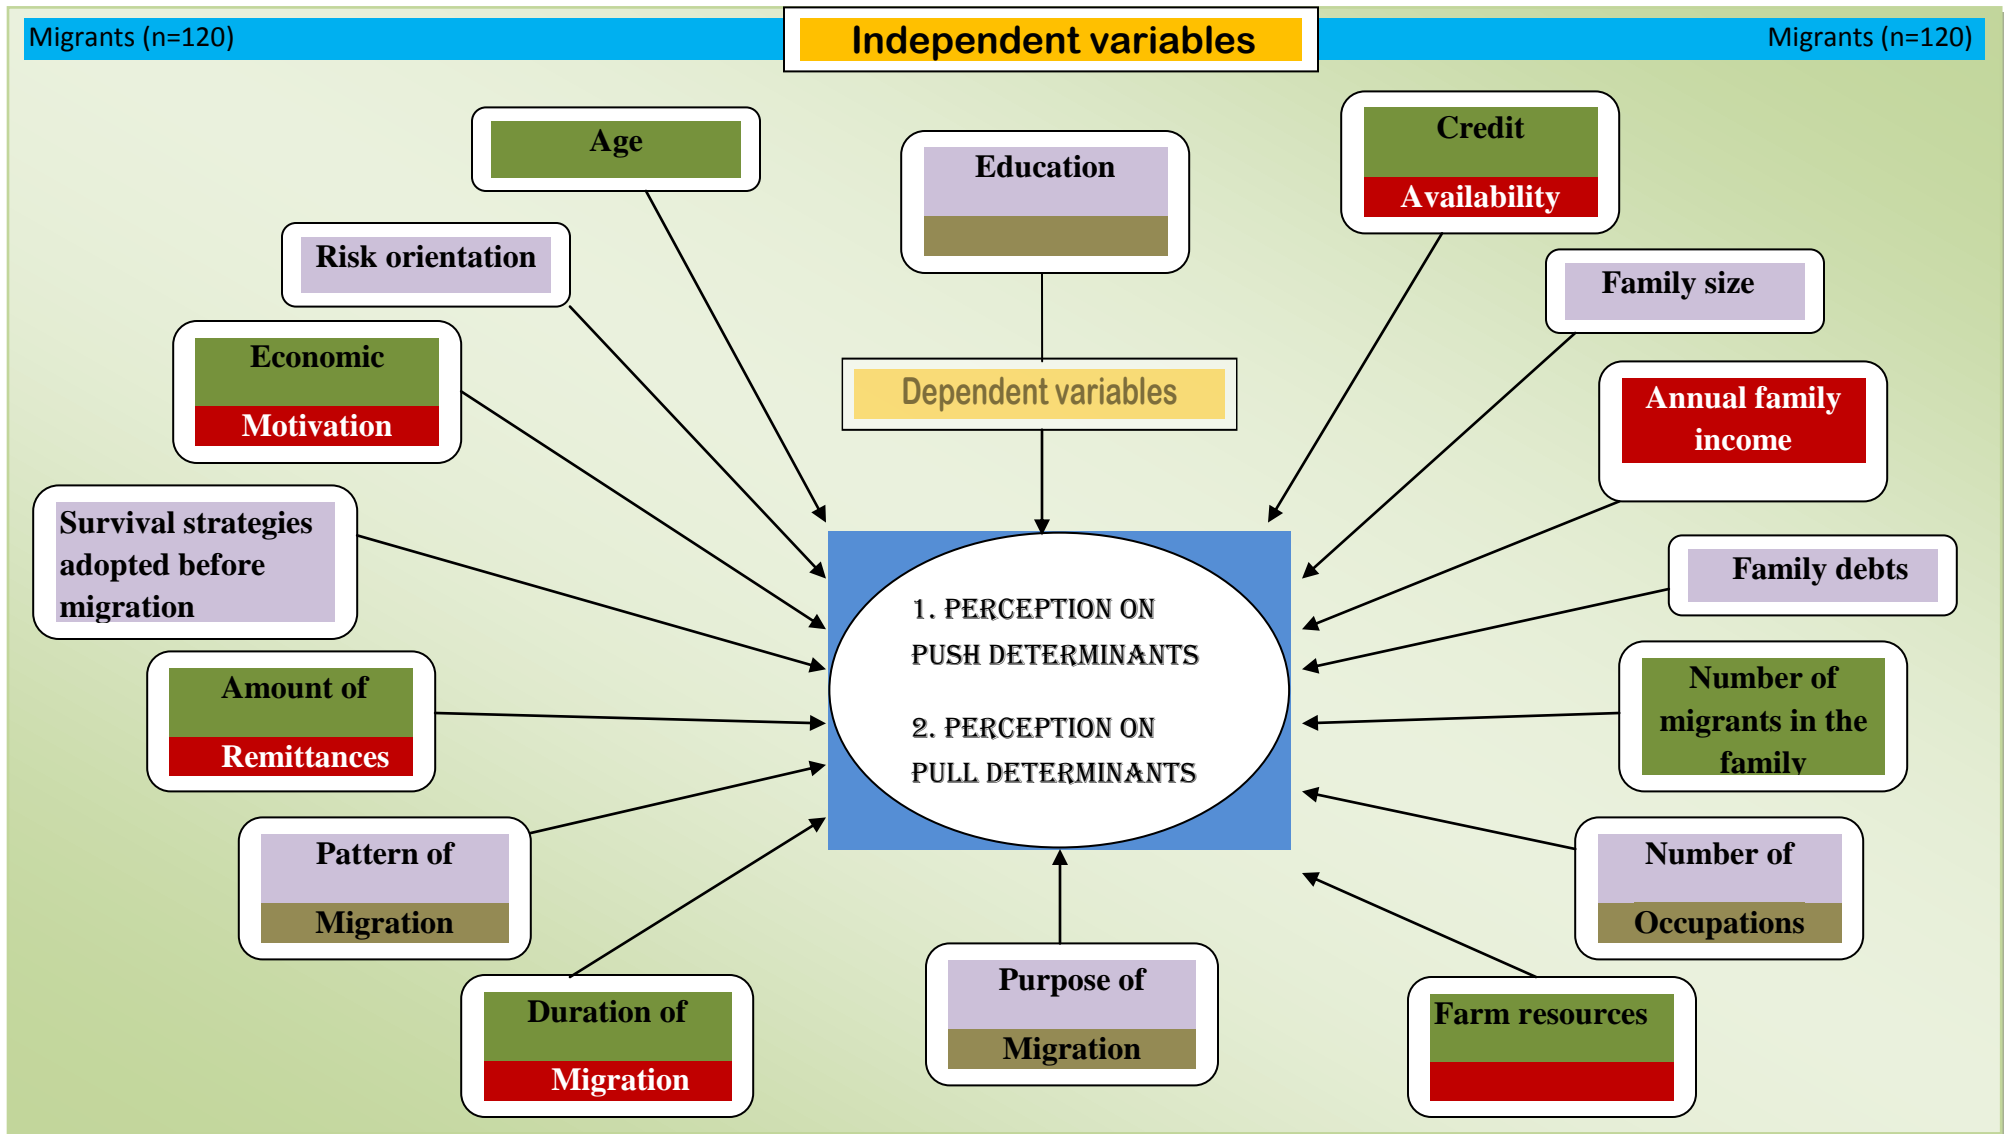 Migrants (n=120)
Independent variables
Migrants (n=120)
Age
Education
Credit
Availability
Risk orientation
Family size
Economic
Motivation
Dependent variables
Annual family
income
Survival strategies
adopted before
migration
Family debts
1. PERCEPTION ON
PUSH DETERMINANTS
2. PERCEPTION ON
PULL DETERMINANTS
Amount of
Remittances
Number of
migrants in the
family
Pattern of
Migration
Number of
Occupations
Duration of
Migration
Purpose of
Migration
Farm resources